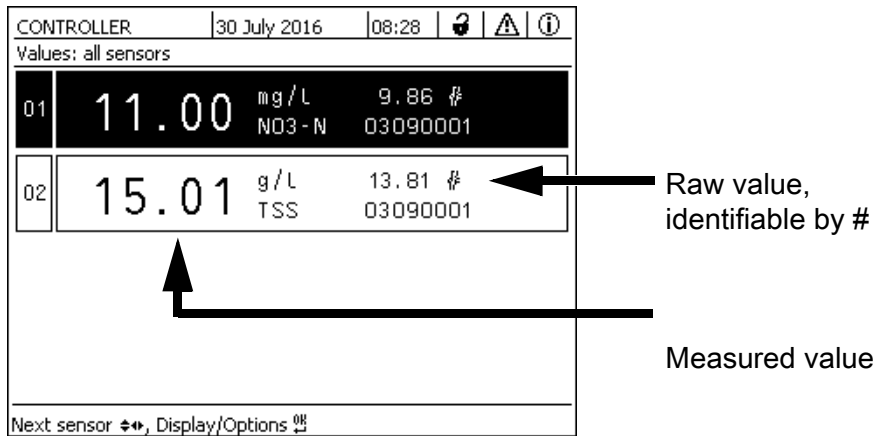 CONTROLLER 30 July 2016 08:28
Values: all sensors
01 11.00 mg/l 9.86 #
NO3-N 03090001
02 15.01 g/l 13.81 #
TSS 03090001
Raw value,
identifiable by #
Measured value
Next sensor, Display/Options OK